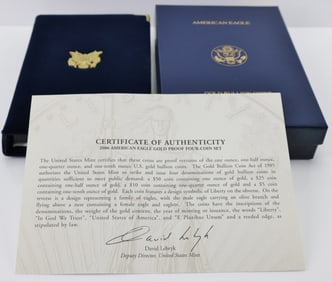 AMERICAN EAGLE
CERTIFICATE OF AUTHENTICITY
2006 AMERICAN EAGLE GOLD PROOF FOUR-COIN SET
The United States Mint certifies that these coins are proof versions of the one ounce, one-half ounce,
one-quarter ounce, and one-tenth ounce U.S. gold bullion coins. The Gold Bullion Coin Act of 1985
authorizes the United States Mint to strike and issue four denominations of gold bullion coins in
quantities sufficient to meet public demand: a $50 coin containing one ounce of gold, a $25 coin
containing one-half ounce of gold, a $10 coin containing one-quarter ounce of gold and a $5 coin
containing one-tenth ounce of gold. Each coin features a design symbolic of Liberty on the obverse. On the
reverse is a design representing a family of eagles, with the male eagle carrying an olive branch and
flying above a nest containing a female eagle and eaglets. The coins have the inscriptions of the
denominations, the weight of the gold content, the year of minting or issuance, the words "Liberty",
"In God We Trust", "United States of America", and "E Pluribus Unum" and a reeded edge, as
stipulated by law.
David Lebryk
David Lebryk
Deputy Director, United States Mint